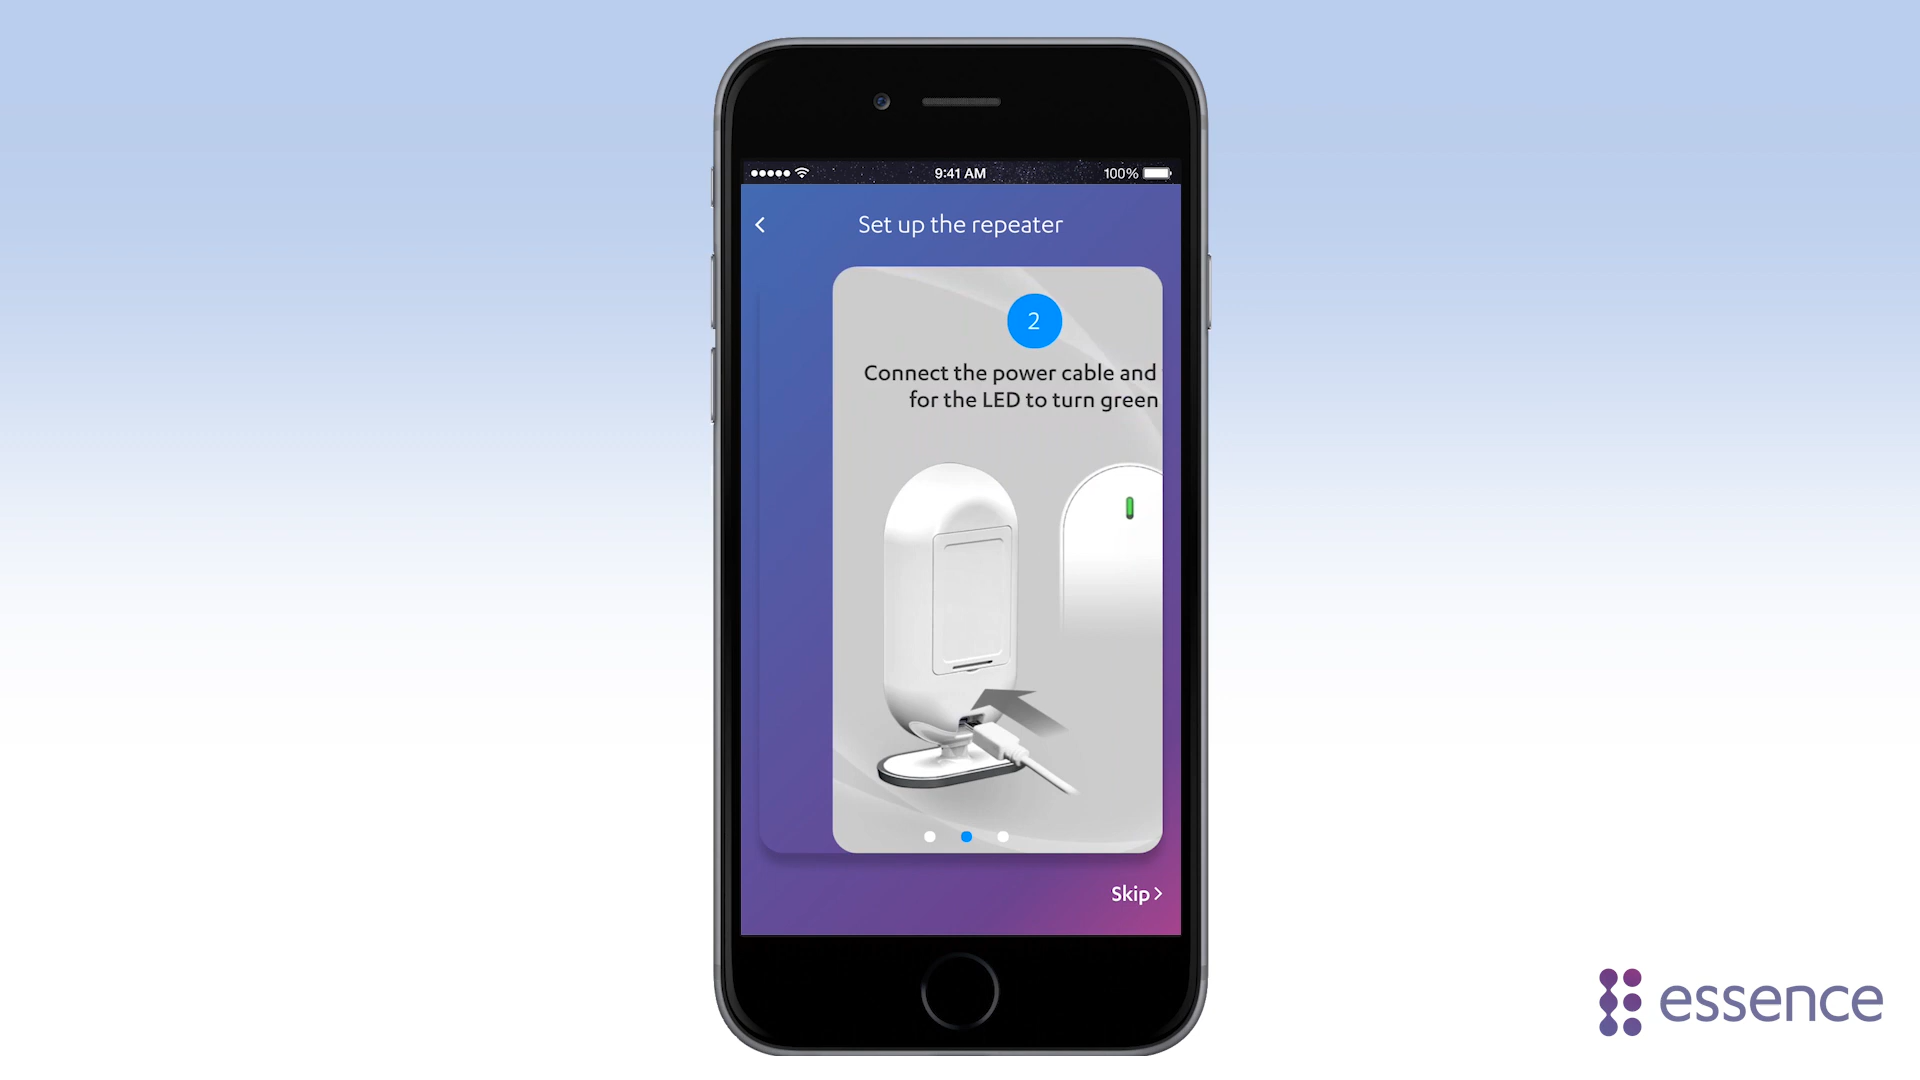 9:41 AM
100%
Set up the repeater
2
Connect the power cable and
for the LED to turn green
Skip >
essence